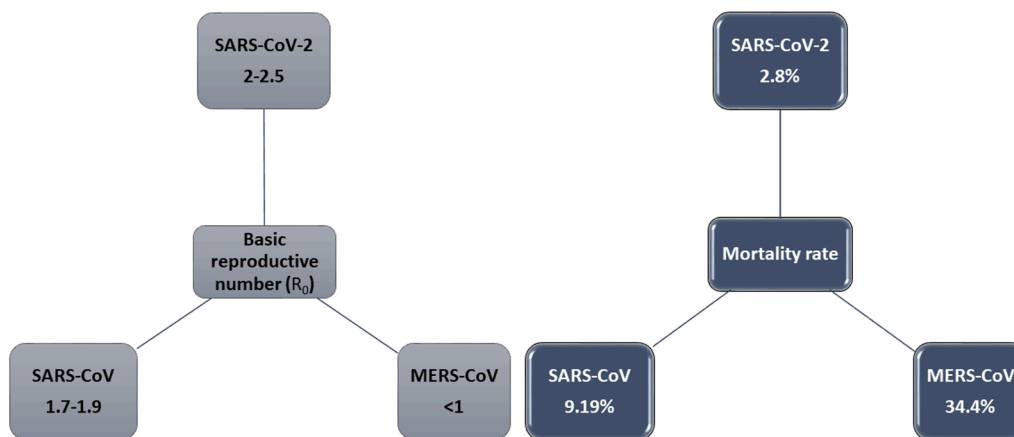 SARS-CoV-2
2-2.5
Basic
reproductive
number (R₀)
SARS-CoV
1.7-1.9
MERS-CoV
<1
SARS-CoV-2
2.8%
Mortality rate
SARS-CoV
9.19%
MERS-CoV
34.4%